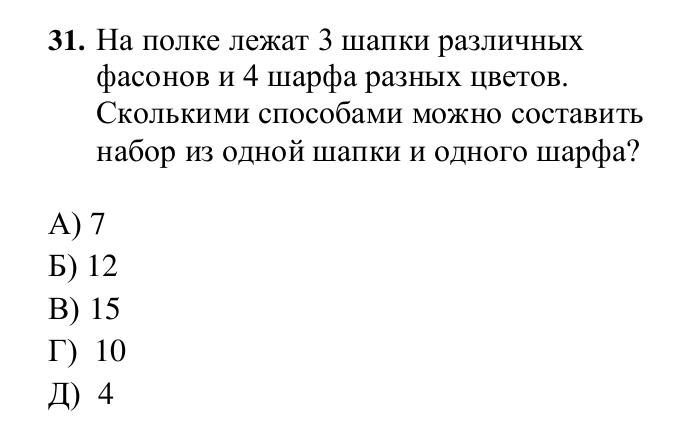 31. На полке лежат 3 шапки различных
фасонов и 4 шарфа разных цветов.
Сколькими способами можно составить
набор из одной шапки и одного шарфа?
А) 7
Б) 12
В) 15
Г) 10
Д) 4